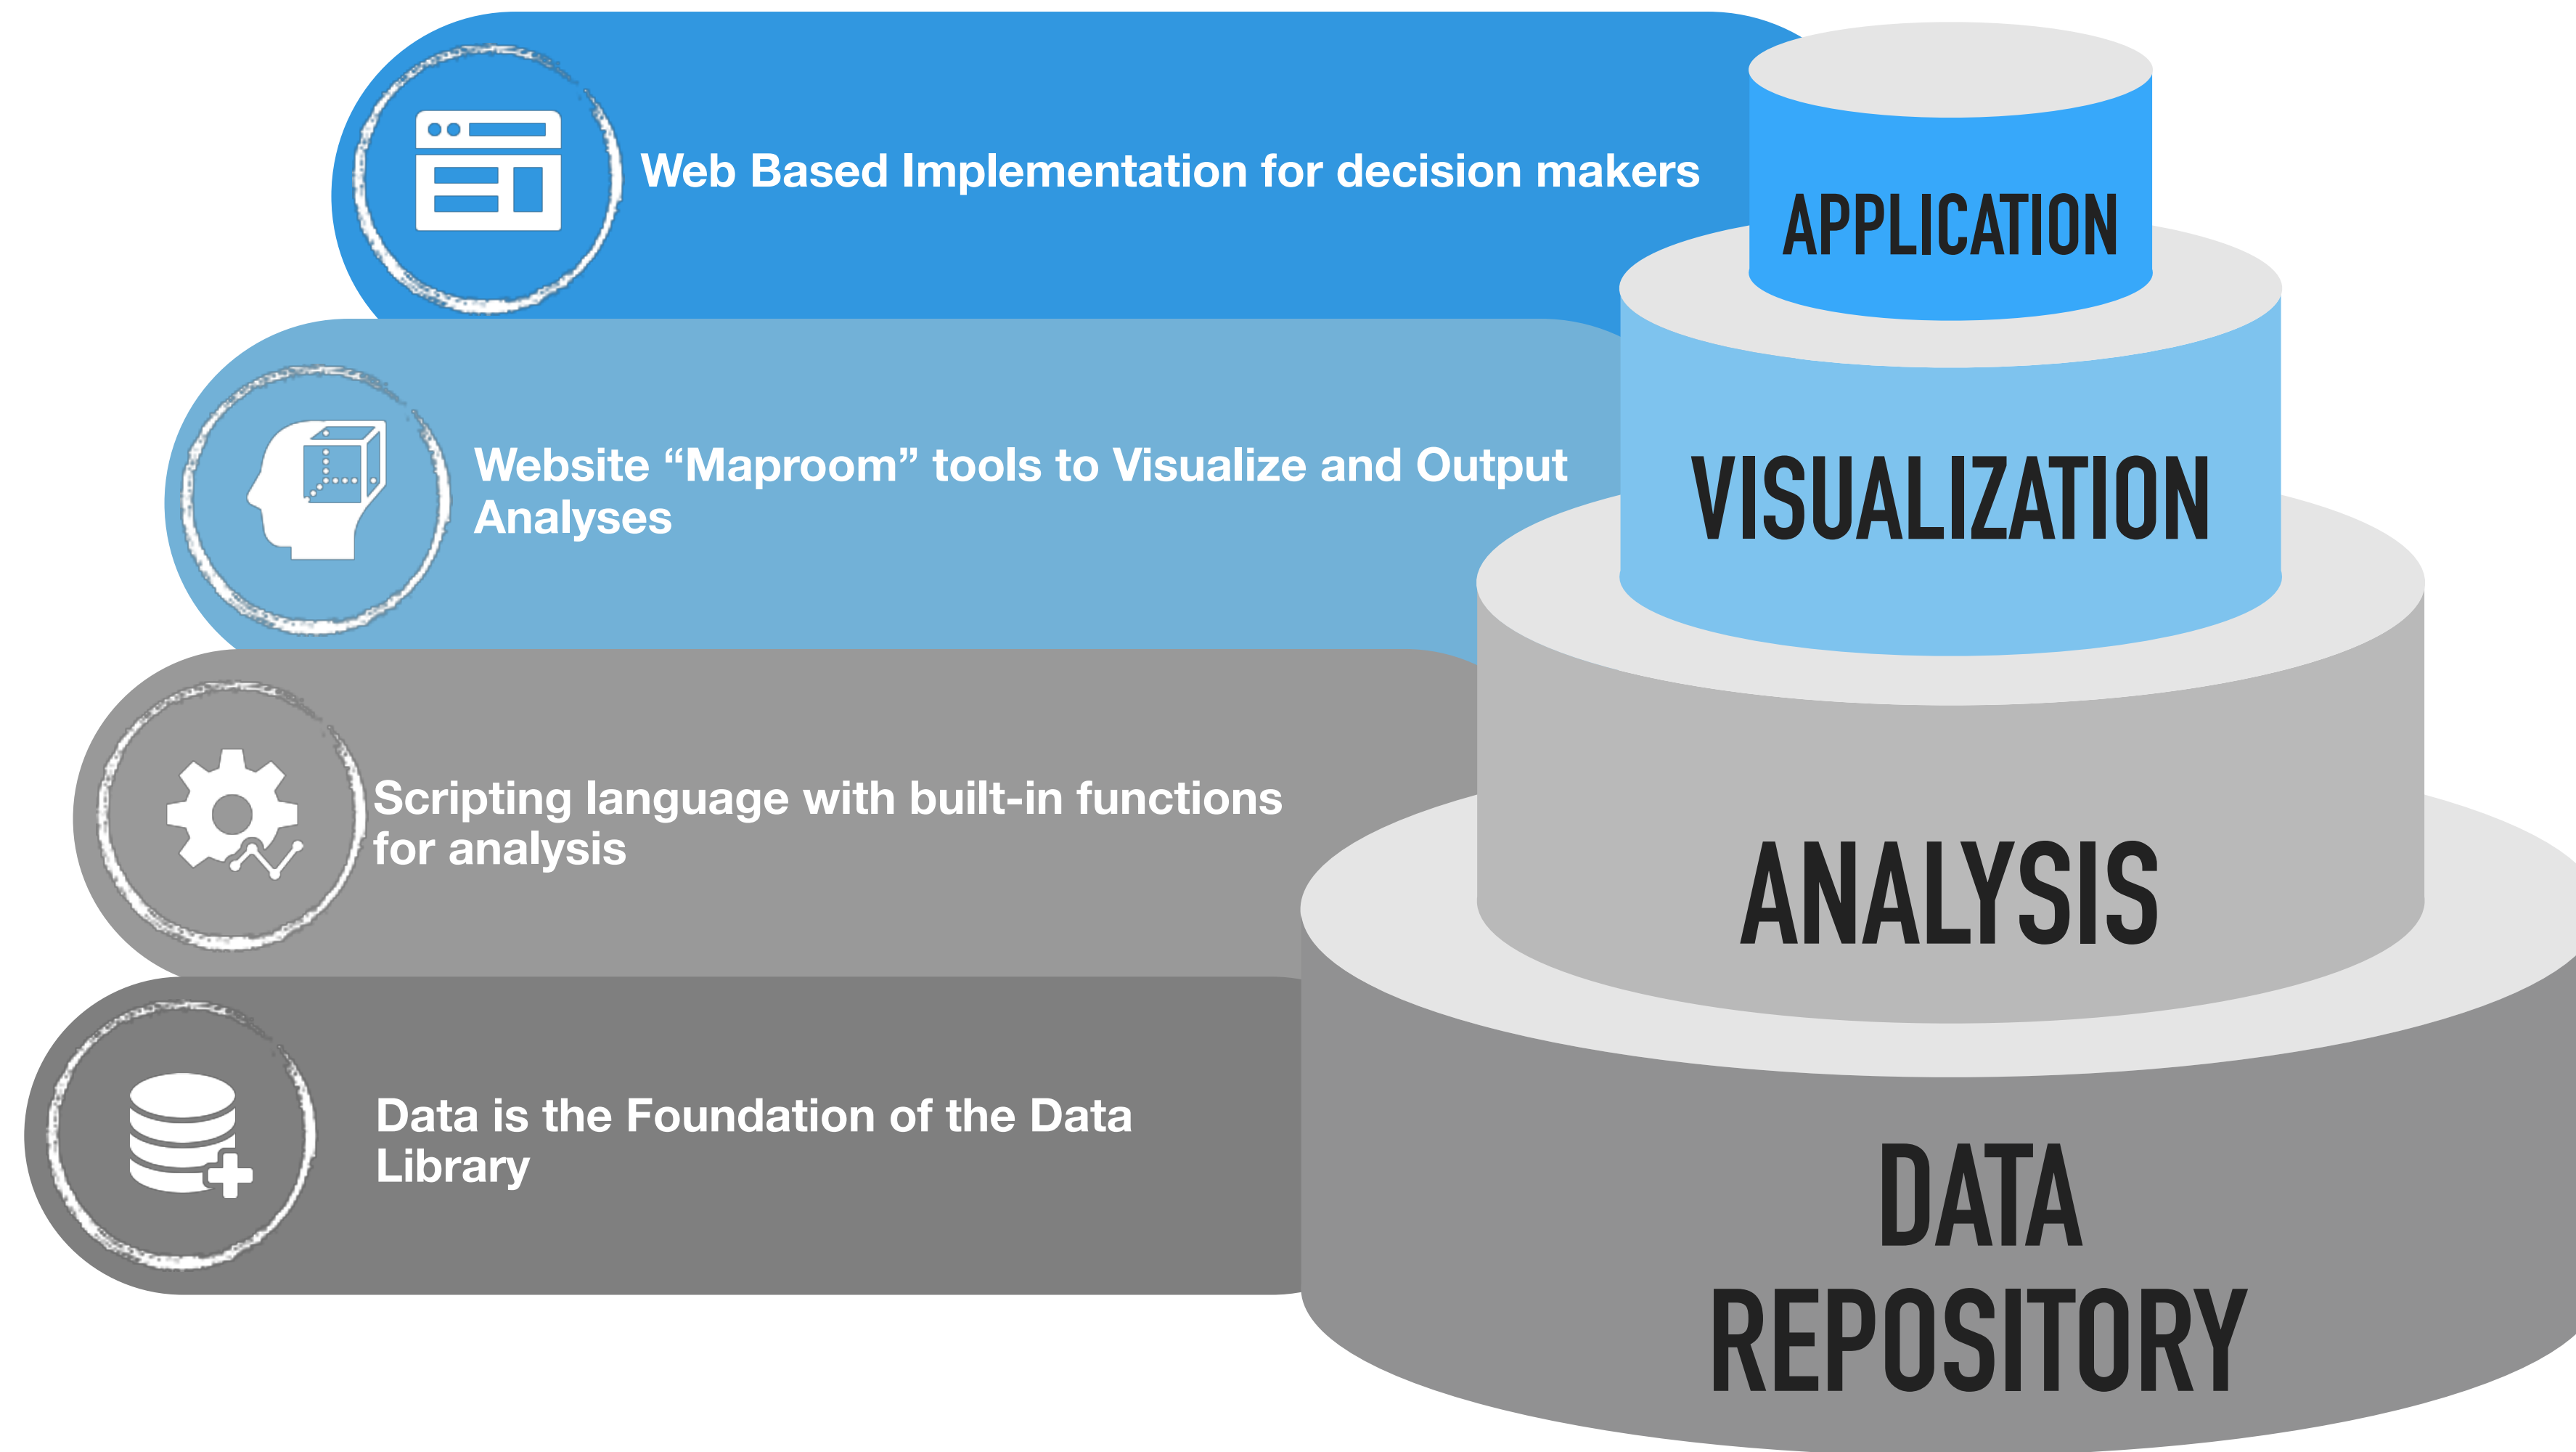 Web Based Implementation for decision makers
APPLICATION
Website “Maproom” tools to Visualize and Output
Analyses
VISUALIZATION
Scripting language with built-in functions
for analysis
ANALYSIS
Data is the Foundation of the Data
Library
DATA
REPOSITORY